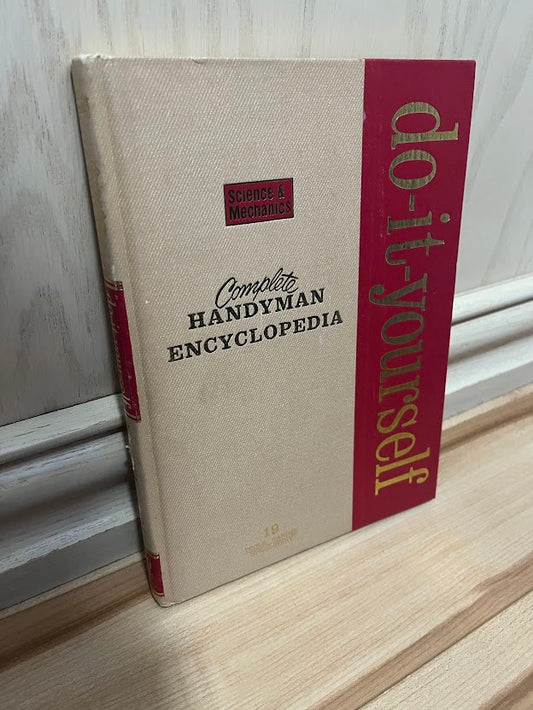 Science &
Mechanics
Complete
HANDYMAN
ENCYCLOPEDIA
19
do-it-yourself